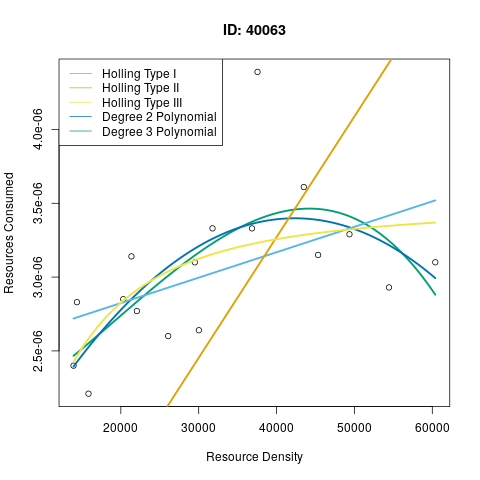 ID: 40063
Holling Type I
Holling Type II
Holling Type III
Degree 2 Polynomial
Degree 3 Polynomial
Resources Consumed
4.0e-06
3.5e-06
3.0e-06
2.5e-06
20000 30000 40000 50000 60000
Resource Density